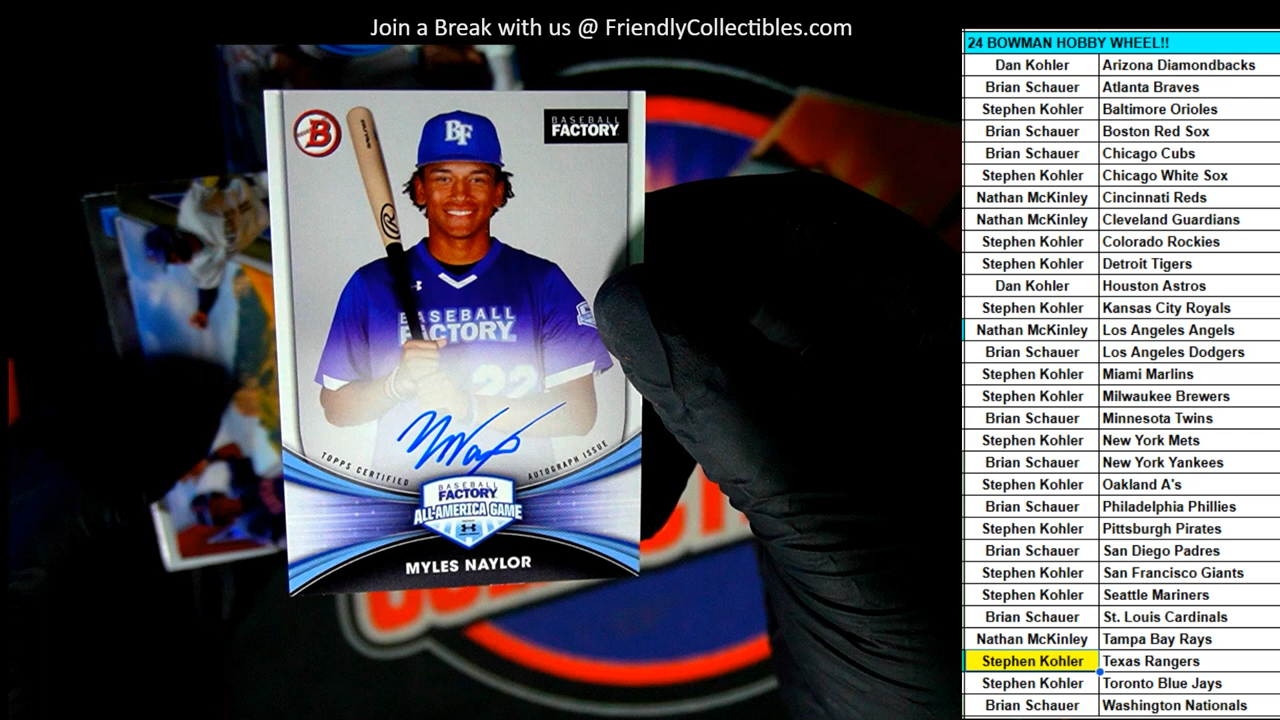 Join a Break with us @ FriendlyCollectibles.com
B
BASEBALL
FACTORY
BF
R
BASEBALL
FACTORY
22
TOPPS CERTIFIED
AUTOGRAPH ISSUE
BASEBALL
FACTORY
ALL-AMERICA GAME
MYLES NAYLOR
24 BOWMAN HOBBY WHEEL!!
Dan Kohler Arizona Diamondbacks
Brian Schauer Atlanta Braves
Stephen Kohler Baltimore Orioles
Brian Schauer Boston Red Sox
Brian Schauer Chicago Cubs
Stephen Kohler Chicago White Sox
Nathan McKinley Cincinnati Reds
Nathan McKinley Cleveland Guardians
Stephen Kohler Colorado Rockies
Stephen Kohler Detroit Tigers
Dan Kohler Houston Astros
Stephen Kohler Kansas City Royals
Nathan McKinley Los Angeles Angels
Brian Schauer Los Angeles Dodgers
Stephen Kohler Miami Marlins
Stephen Kohler Milwaukee Brewers
Brian Schauer Minnesota Twins
Stephen Kohler New York Mets
Brian Schauer New York Yankees
Stephen Kohler Oakland A's
Brian Schauer Philadelphia Phillies
Stephen Kohler Pittsburgh Pirates
Brian Schauer San Diego Padres
Stephen Kohler San Francisco Giants
Stephen Kohler Seattle Mariners
Brian Schauer St. Louis Cardinals
Nathan McKinley Tampa Bay Rays
Stephen Kohler Texas Rangers
Stephen Kohler Toronto Blue Jays
Brian Schauer Washington Nationals